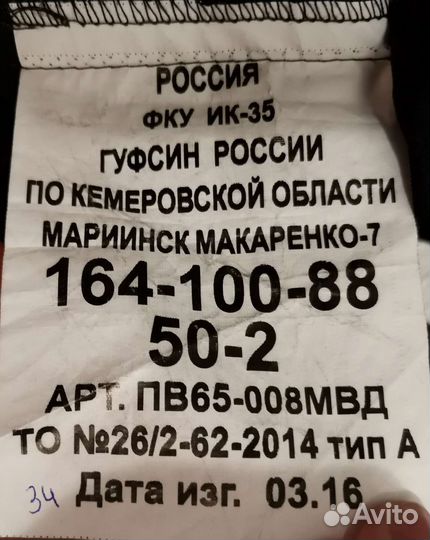 РОССИЯ
ФКУ ИК-35
ГУФСИН РОССИИ
ПО КЕМЕРОВСКОЙ ОБЛАСТИ
МАРИИНСК МАКАРЕНКО-7
164-100-88
50-2
АРТ. ПВ65-008МВД
ТО №26/2-62-2014 тип А
34 Дата изг. 03.16
Avito